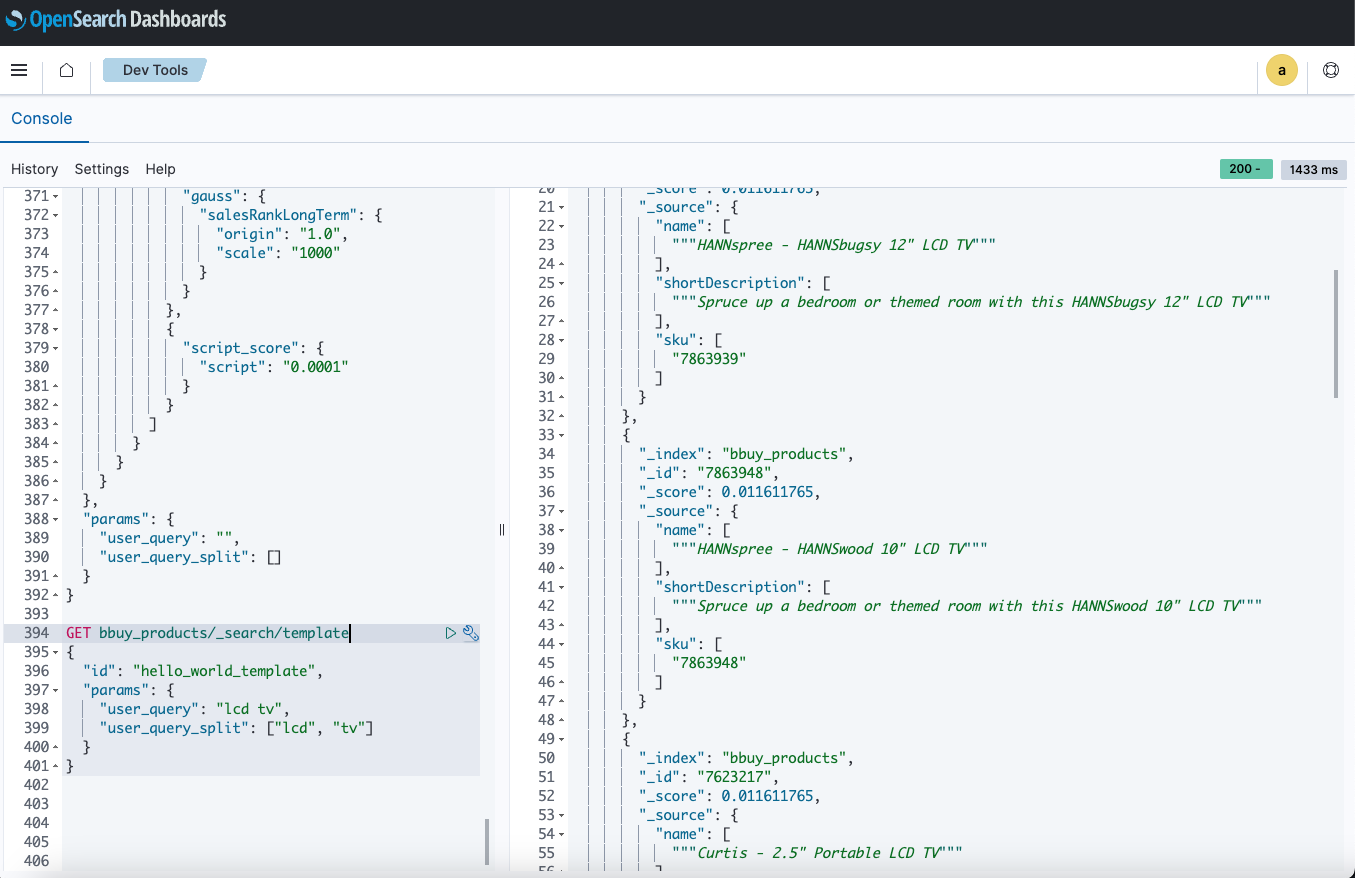 OpenSearch Dashboards
Dev Tools
a
Console
History Settings Help
200 - 1433 ms
371 "gauss": {
372 "salesRankLongTerm": {
373 "origin": "1.0",
374 "scale": "1000"
375 }
376 }
377 },
378 {
379 "script_score": {
380 "script": "0.0001"
381 }
382 }
383 ]
384 }
385 }
386 }
387 },
388 "params": {
389 "user_query": "",
390 "user_query_split": []
391 }
392 }
393
394 GET bbuy_products/_search/template
395 {
396 "id": "hello_world_template",
397 "params": {
398 "user_query": "lcd tv",
399 "user_query_split": ["lcd", "tv"]
400 }
401 }
402
403
404
405
406
20 "_score": 0.011611765,
21 "_source": {
22 "name": [
23 """HANNspree - HANNSbugsy 12" LCD TV"""
24 ],
25 "shortDescription": [
26 """Spruce up a bedroom or themed room with this HANNSbugsy 12" LCD TV"""
27 ],
28 "sku": [
29 "7863939"
30 ]
31 }
32 },
33 {
34 "_index": "bbuy_products",
35 "_id": "7863948",
36 "_score": 0.011611765,
37 "_source": {
38 "name": [
39 """HANNspree - HANNSwood 10" LCD TV"""
40 ],
41 "shortDescription": [
42 """Spruce up a bedroom or themed room with this HANNSwood 10" LCD TV"""
43 ],
44 "sku": [
45 "7863948"
46 ]
47 }
48 },
49 {
50 "_index": "bbuy_products",
51 "_id": "7623217",
52 "_score": 0.011611765,
53 "_source": {
54 "name": [
55 """Curtis - 2.5" Portable LCD TV"""
56 ]